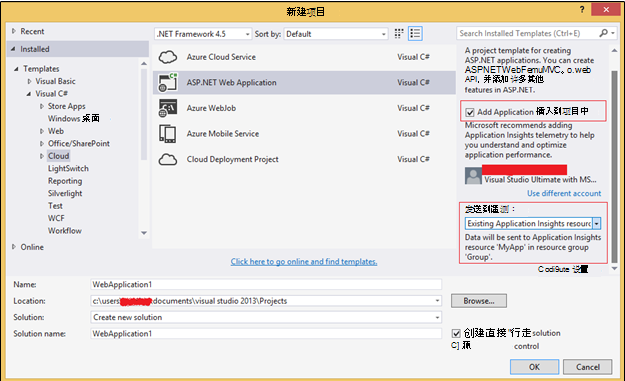 新建项目
Recent
.NET Framework 4.5
Sort by:
Default
Search Installed Templates (Ctrl+E)
Installed
Templates
Visual Basic
Visual C#
Store Apps
Windows 桌面
Web
Office/SharePoint
Cloud
LightSwitch
Reporting
Silverlight
Test
WCF
Workflow
Online
Azure Cloud Service Visual C#
ASP.NET Web Application Visual C#
Azure WebJob Visual C#
Azure Mobile Service Visual C#
Cloud Deployment Project Visual C#
Click here to go online and find templates.
A project template for creating
ASP.NET applications. You can create
ASP.NETWebFemuMVC。o.web
API, 并添加许多其他
features in ASP.NET.
Add Application 插入到项目中
Microsoft recommends adding
Application Insights telemetry to help
you understand and optimize
application performance.
Visual Studio Ultimate with MS...
Use different account
发送到遥测：
Existing Application Insights resourc
Data will be sent to Application Insights
resource 'MyApp' in resource group
'Group'.
设置
Name: WebApplication1
Location: c:\users\ documents\visual studio 2013\Projects
Browse...
Solution: Create new solution
Solution name: WebApplication1
创建直接 "行走 solution
C] 源 control
OK
Cancel